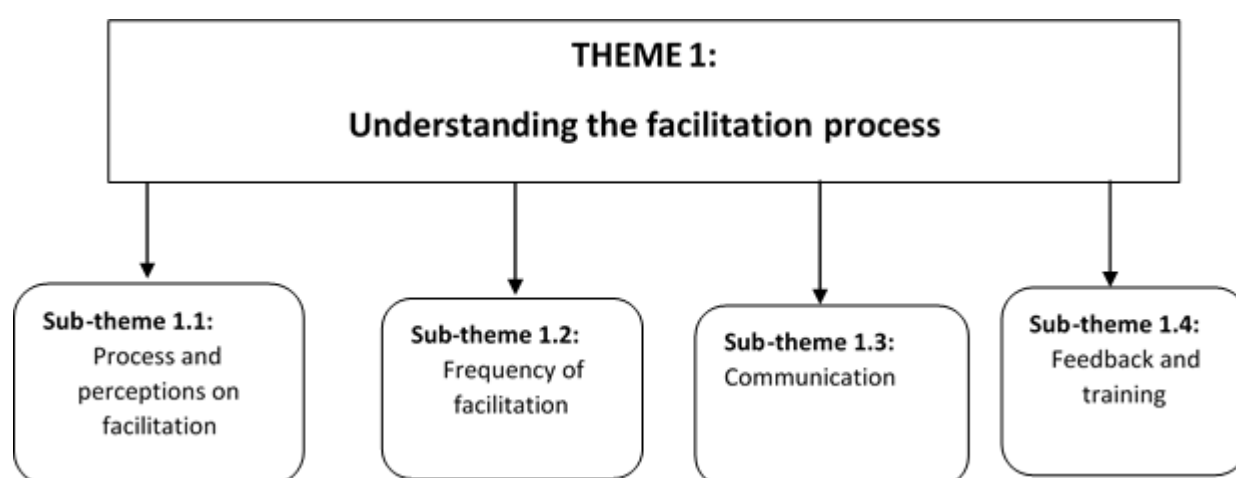 THEME 1:
Understanding the facilitation process
Sub-theme 1.1:
Process and
perceptions on
facilitation
Sub-theme 1.2:
Frequency of
facilitation
Sub-theme 1.3:
Communication
Sub-theme 1.4:
Feedback and
training